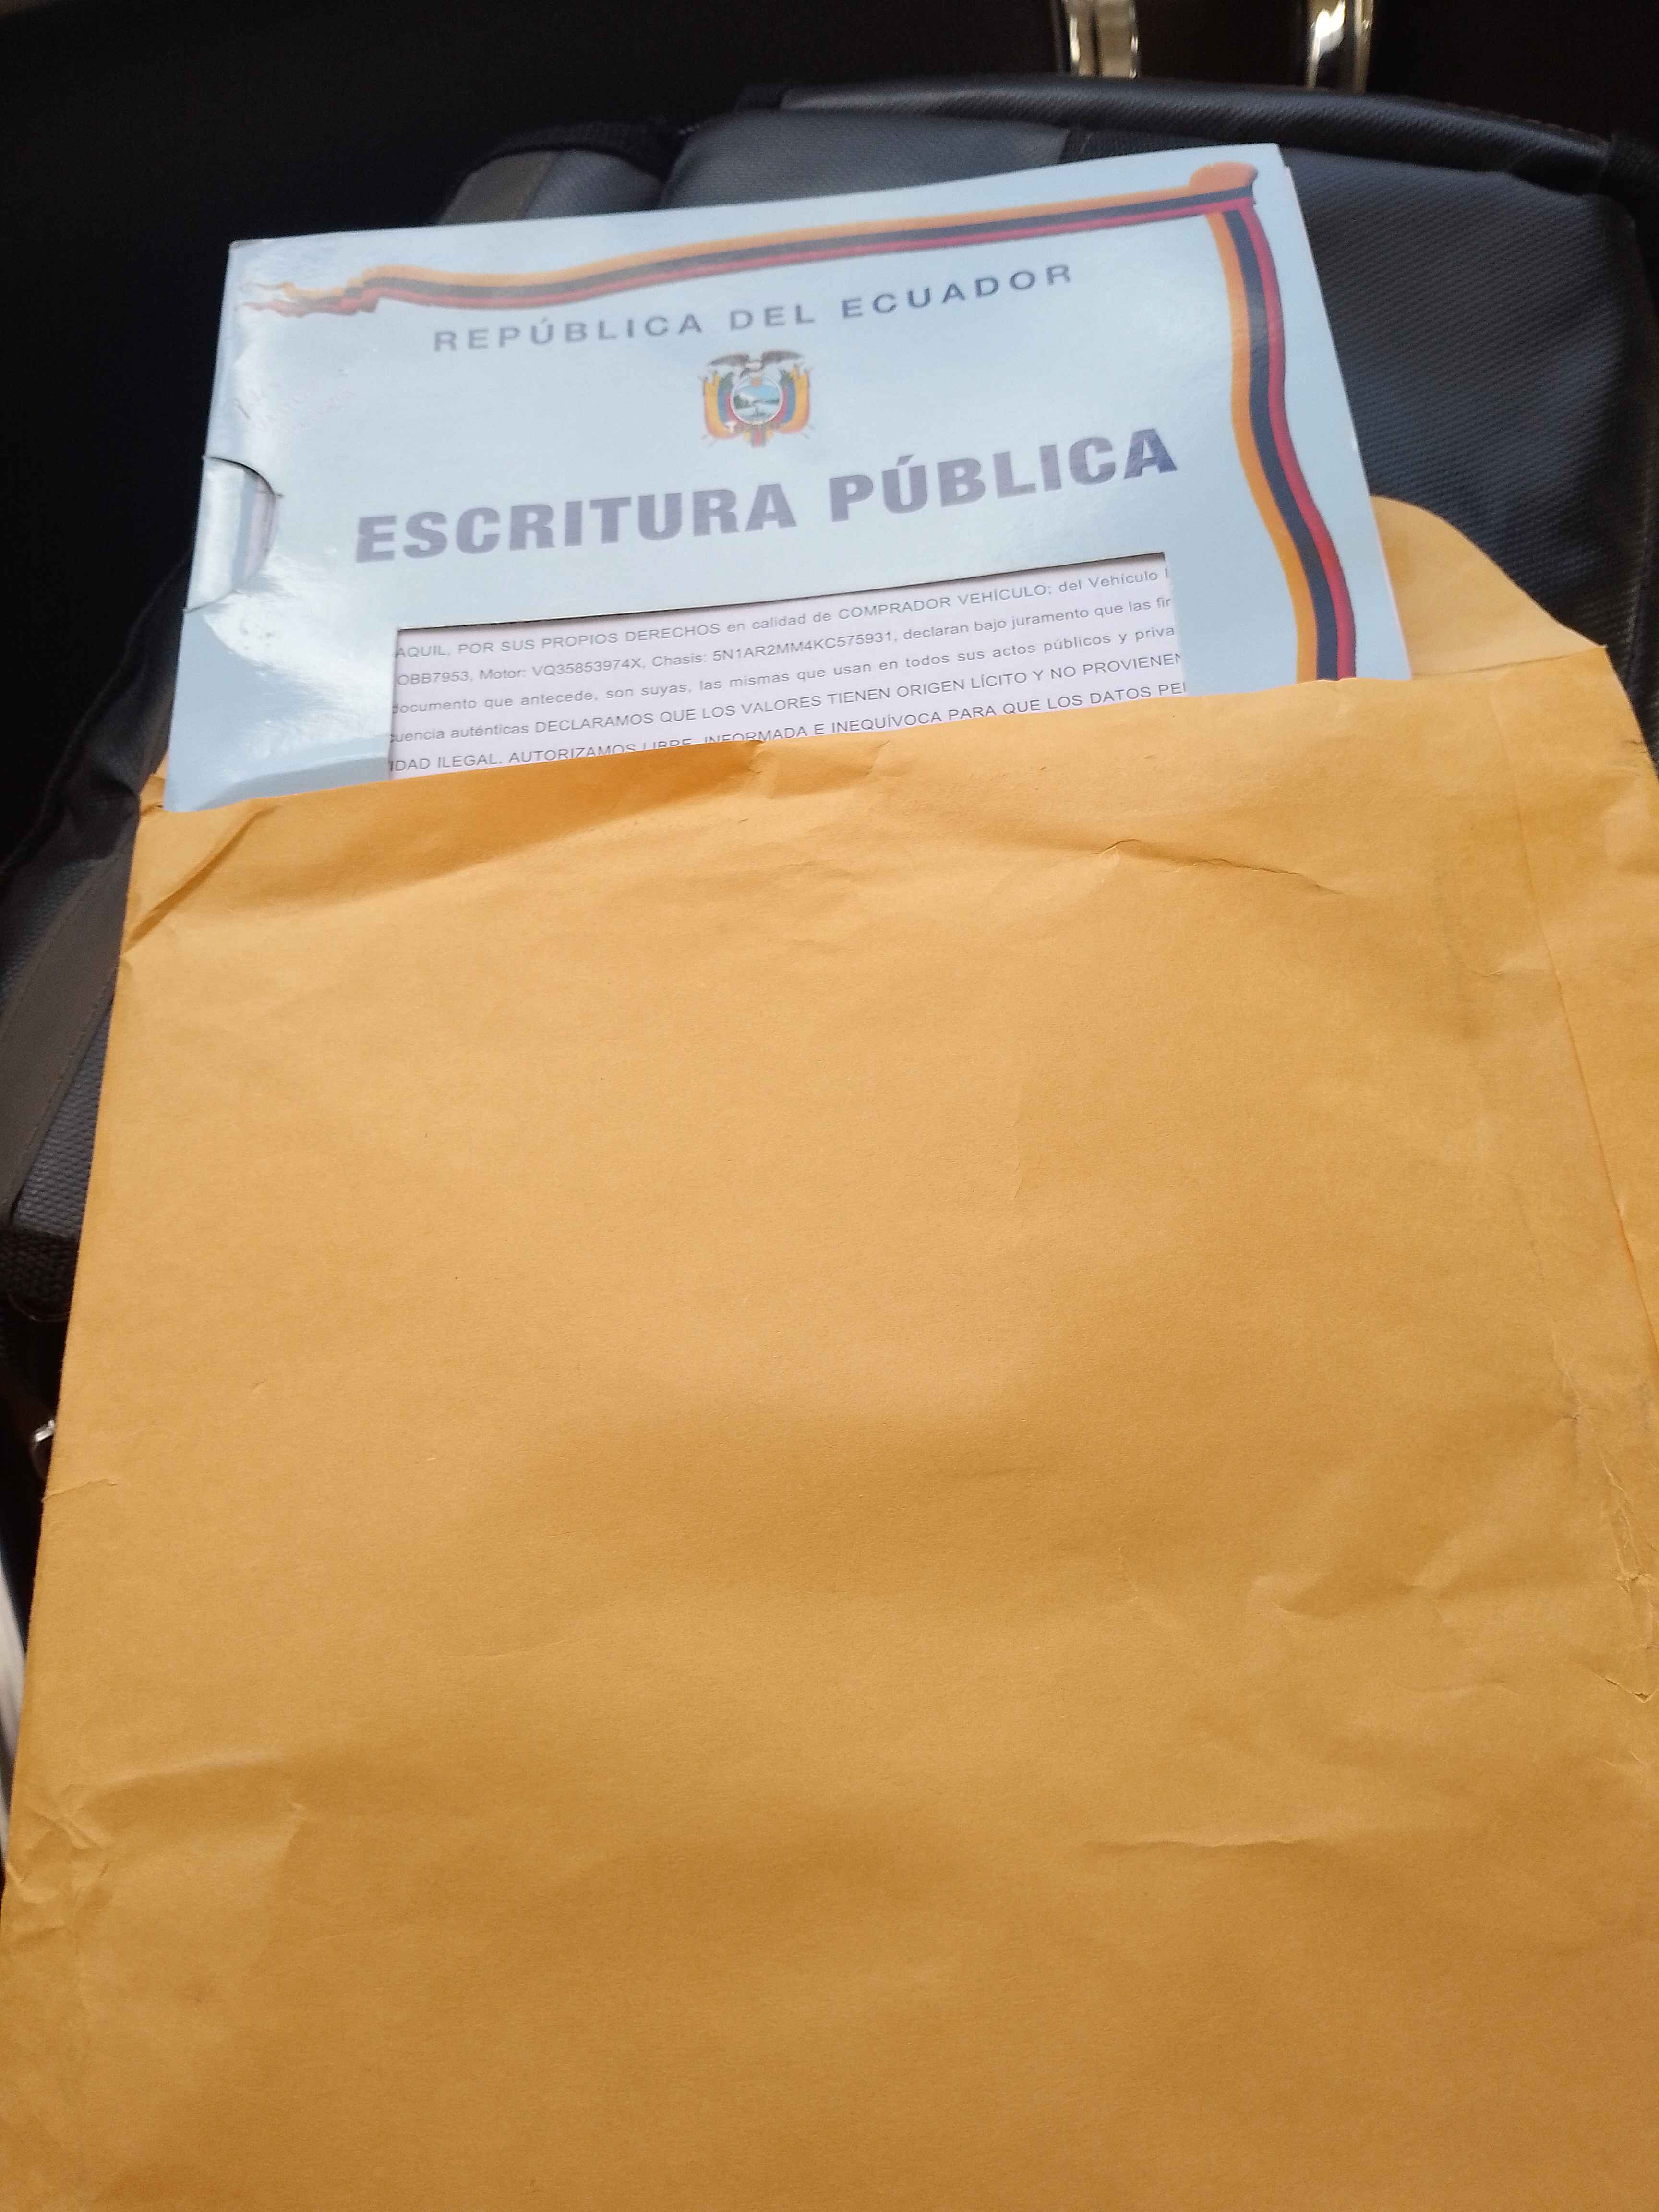 REPÚBLICA DEL ECUADOR
ESCRITURA PÚBLICA
AQUIL, POR SUS PROPIOS DERECHOS en calidad de COMPRADOR VEHÍCULO; del Vehículo
OBB7953, Motor: VQ35853974X, Chasis: 5N1AR2MM4KC575931, declaran bajo juramento que las fir
documento que antecede, son suyas, las mismas que usan en todos sus actos públicos y priva
cuencia auténticas DECLARAMOS QUE LOS VALORES TIENEN ORIGEN LÍCITO Y NO PROVIENEN
IDAD ILEGAL. AUTORIZAMOS LIBRE, INFORMADA E INEQUÍVOCA PARA QUE LOS DATOS PE